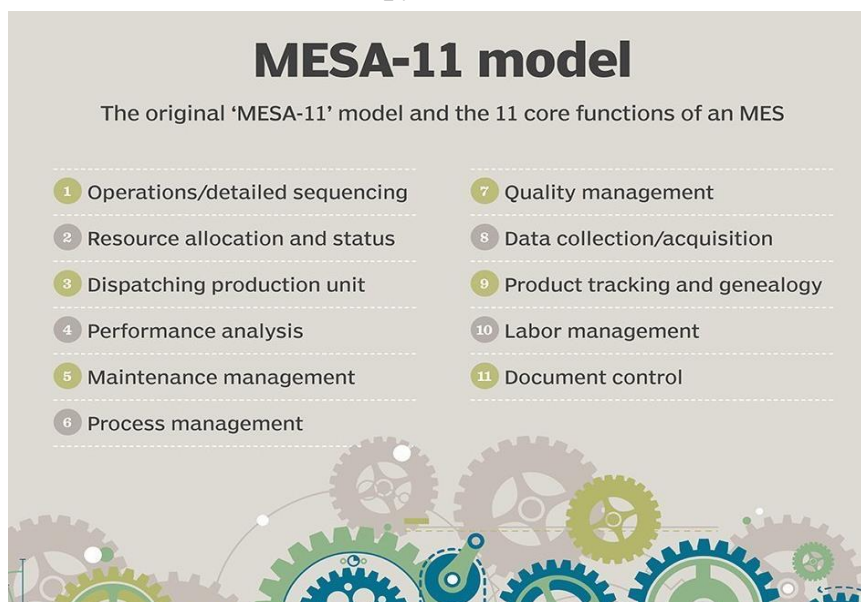 MESA-11 model
The original ‘MESA-11’ model and the 11 core functions of an MES
1 Operations/detailed sequencing
2 Resource allocation and status
3 Dispatching production unit
4 Performance analysis
5 Maintenance management
6 Process management
7 Quality management
8 Data collection/acquisition
9 Product tracking and genealogy
10 Labor management
11 Document control